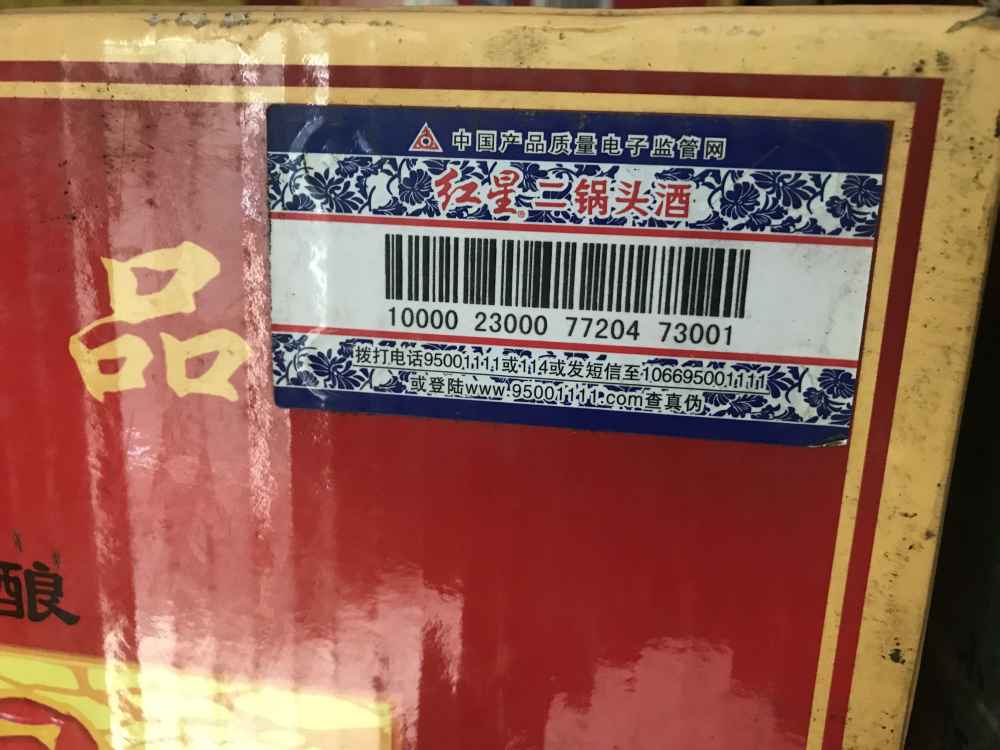 中国产品质量电子监管网
红星®二锅头酒
10000 23000 77204 73001
拨打电话95001111或114或发短信至106695001111
或登陆www.95001111.com查真伪
品
酿